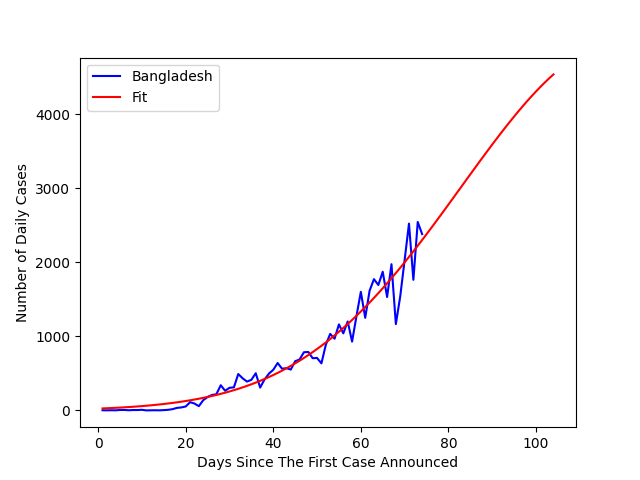 Bangladesh
Fit
4000
3000
2000
1000
0
Number of Daily Cases
0 20 40 60 80 100
Days Since The First Case Announced